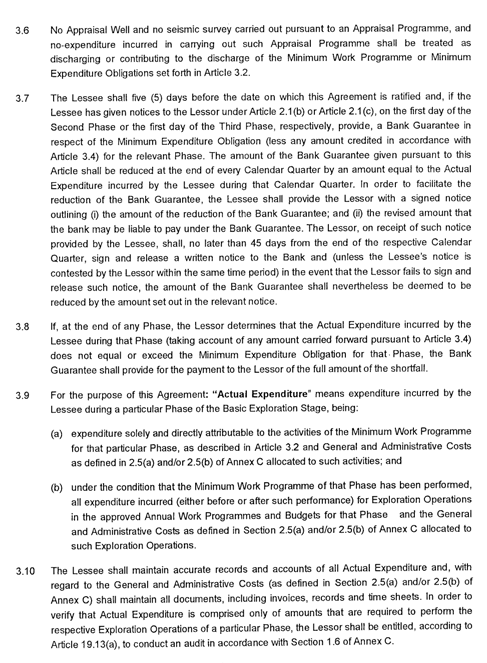 3.6 No Appraisal Well and no seismic survey carried out pursuant to an Appraisal Programme, and
no-expenditure incurred in carrying out such Appraisal Programme shall be treated as
discharging or contributing to the discharge of the Minimum Work Programme or Minimum
Expenditure Obligations set forth in Article 3.2.
3.7 The Lessee shall five (5) days before the date on which this Agreement is ratified and, if the
Lessee has given notices to the Lessor under Article 2.1(b) or Article 2.1(c), on the first day of the
Second Phase or the first day of the Third Phase, respectively, provide, a Bank Guarantee in
respect of the Minimum Expenditure Obligation (less any amount credited in accordance with
Article 3.4) for the relevant Phase. The amount of the Bank Guarantee given pursuant to this
Article shall be reduced at the end of every Calendar Quarter by an amount equal to the Actual
Expenditure incurred by the Lessee during that Calendar Quarter. In order to facilitate the
reduction of the Bank Guarantee, the Lessee shall provide the Lessor with a signed notice
outlining (i) the amount of the reduction of the Bank Guarantee; and (ii) the revised amount that
the bank may be liable to pay under the Bank Guarantee. The Lessor, on receipt of such notice
provided by the Lessee, shall, no later than 45 days from the end of the respective Calendar
Quarter, sign and release a written notice to the Bank and (unless the Lessee's notice is
contested by the Lessor within the same time period) in the event that the Lessor fails to sign and
release such notice, the amount of the Bank Guarantee shall nevertheless be deemed to be
reduced by the amount set out in the relevant notice.
3.8 If, at the end of any Phase, the Lessor determines that the Actual Expenditure incurred by the
Lessee during that Phase (taking account of any amount carried forward pursuant to Article 3.4)
does not equal or exceed the Minimum Expenditure Obligation for that Phase, the Bank
Guarantee shall provide for the payment to the Lessor of the full amount of the shortfall.
3.9 For the purpose of this Agreement: "Actual Expenditure" means expenditure incurred by the
Lessee during a particular Phase of the Basic Exploration Stage, being:
(a) expenditure solely and directly attributable to the activities of the Minimum Work Programme
for that particular Phase, as described in Article 3.2 and General and Administrative Costs
as defined in 2.5(a) and/or 2.5(b) of Annex C allocated to such activities; and
(b) under the condition that the Minimum Work Programme of that Phase has been performed,
all expenditure incurred (either before or after such performance) for Exploration Operations
in the approved Annual Work Programmes and Budgets for that Phase and the General
and Administrative Costs as defined in Section 2.5(a) and/or 2.5(b) of Annex C allocated to
such Exploration Operations.
3.10 The Lessee shall maintain accurate records and accounts of all Actual Expenditure and, with
regard to the General and Administrative Costs (as defined in Section 2.5(a) and/or 2.5(b) of
Annex C) shall maintain all documents, including invoices, records and time sheets. In order to
verify that Actual Expenditure is comprised only of amounts that are required to perform the
respective Exploration Operations of a particular Phase, the Lessor shall be entitled, according to
Article 19.13(a), to conduct an audit in accordance with Section 1.6 of Annex C.